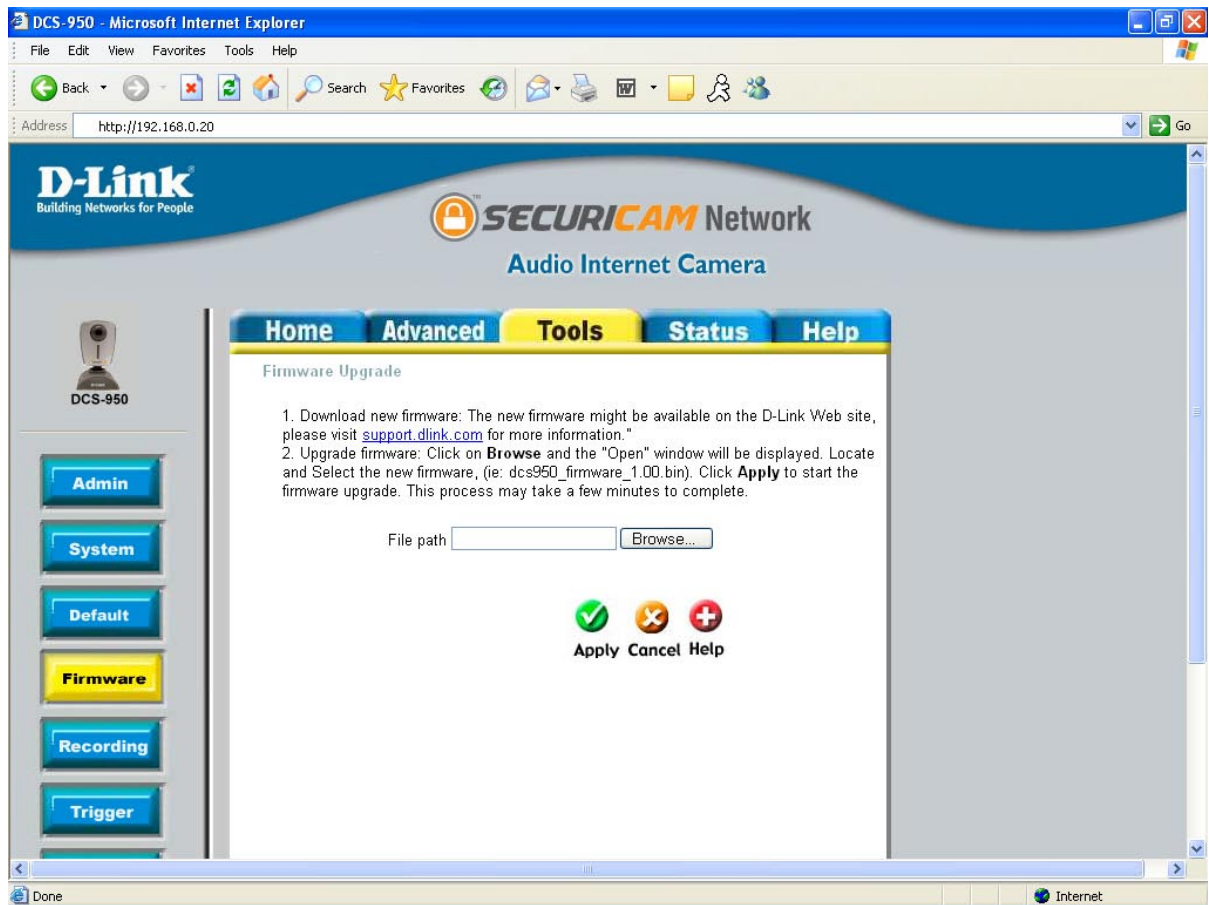 DCS-950 - Microsoft Internet Explorer
File Edit View Favorites Tools Help
Back Search Favorites
Address http://192.168.0.20 Go
D-Link®
Building Networks for People
SECURICAM Network
™
Audio Internet Camera
DCS-950
Home Advanced Tools Status Help
Firmware Upgrade
1. Download new firmware: The new firmware might be available on the D-Link Web site,
please visit support.dlink.com for more information."
2. Upgrade firmware: Click on Browse and the "Open" window will be displayed. Locate
and Select the new firmware, (ie: dcs950_firmware_1.00.bin). Click Apply to start the
firmware upgrade. This process may take a few minutes to complete.
File path Browse...
Apply Cancel Help
Admin
System
Default
Firmware
Recording
Trigger
Done Internet